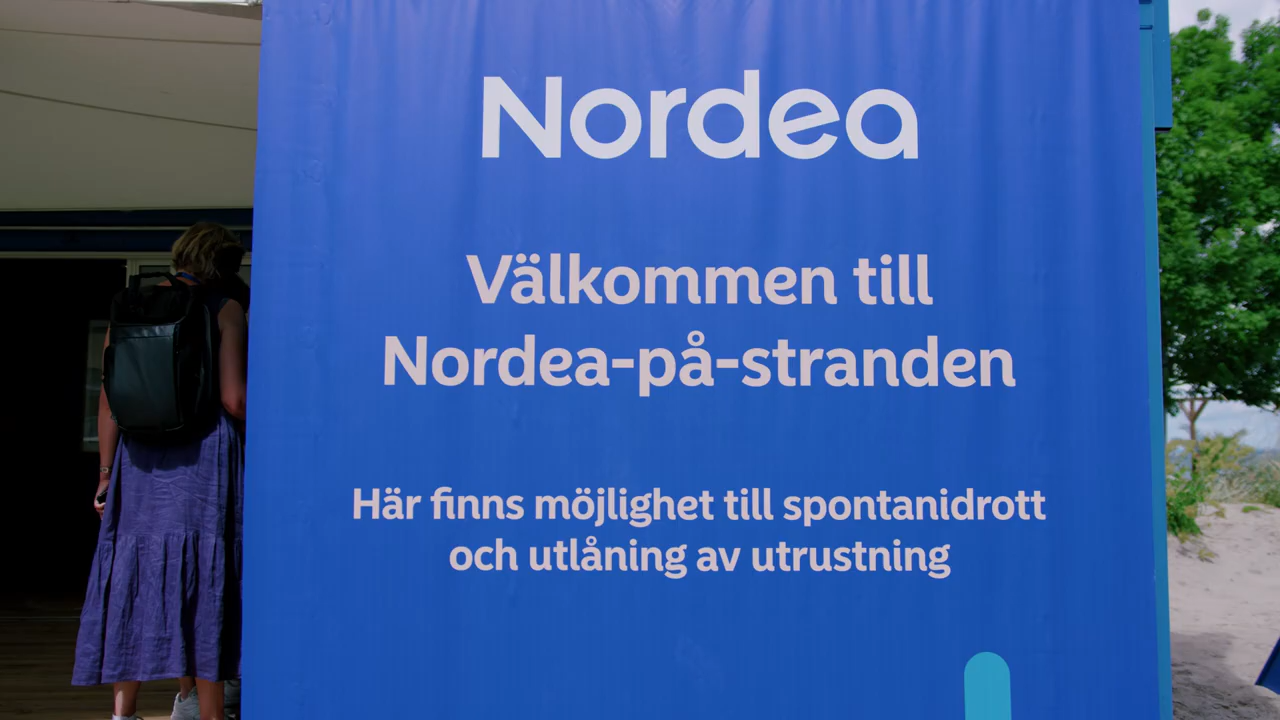 Nordea
Välkommen till
Nordea-på-stranden
Här finns möjlighet till spontanidrott
och utlåning av utrustning